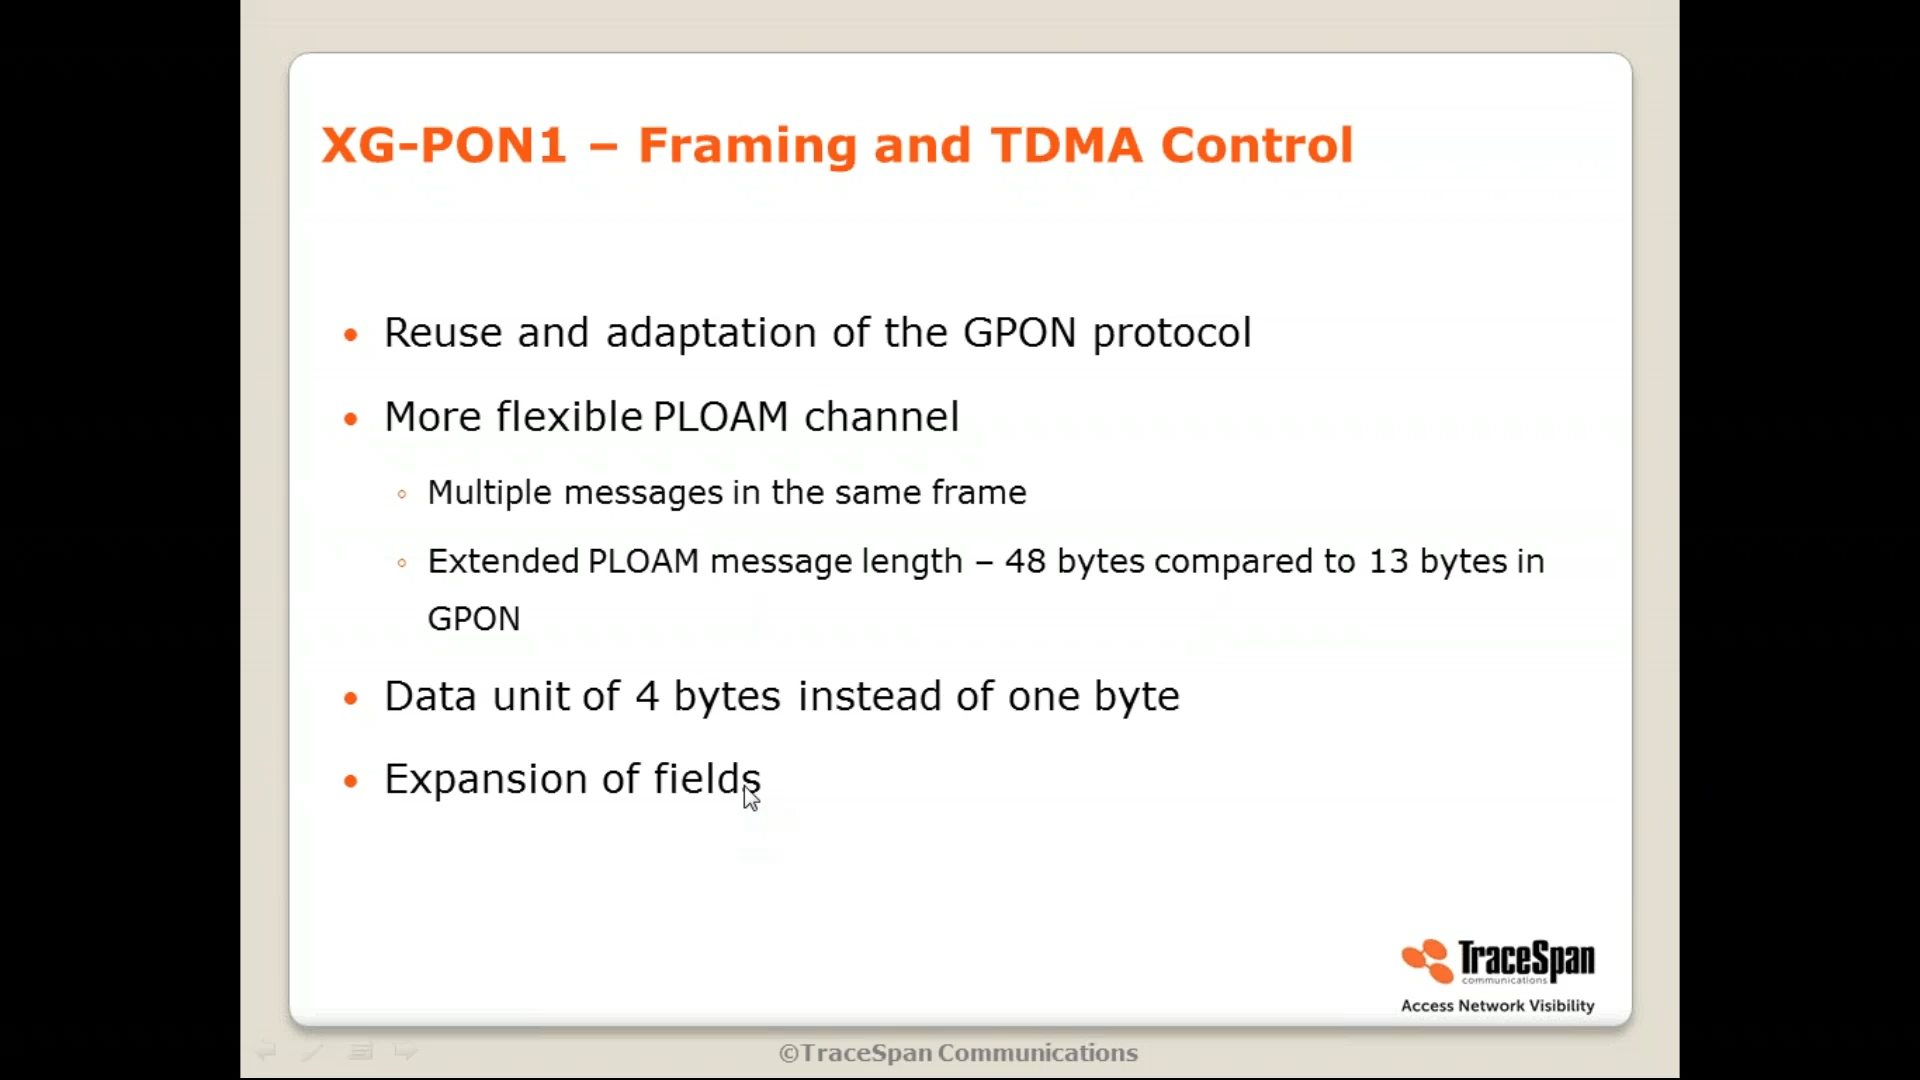 XG-PON1 – Framing and TDMA Control
• Reuse and adaptation of the GPON protocol
• More flexible PLOAM channel
◦ Multiple messages in the same frame
◦ Extended PLOAM message length – 48 bytes compared to 13 bytes in
GPON
• Data unit of 4 bytes instead of one byte
• Expansion of fields
TraceSpan
communications
Access Network Visibility
©TraceSpan Communications